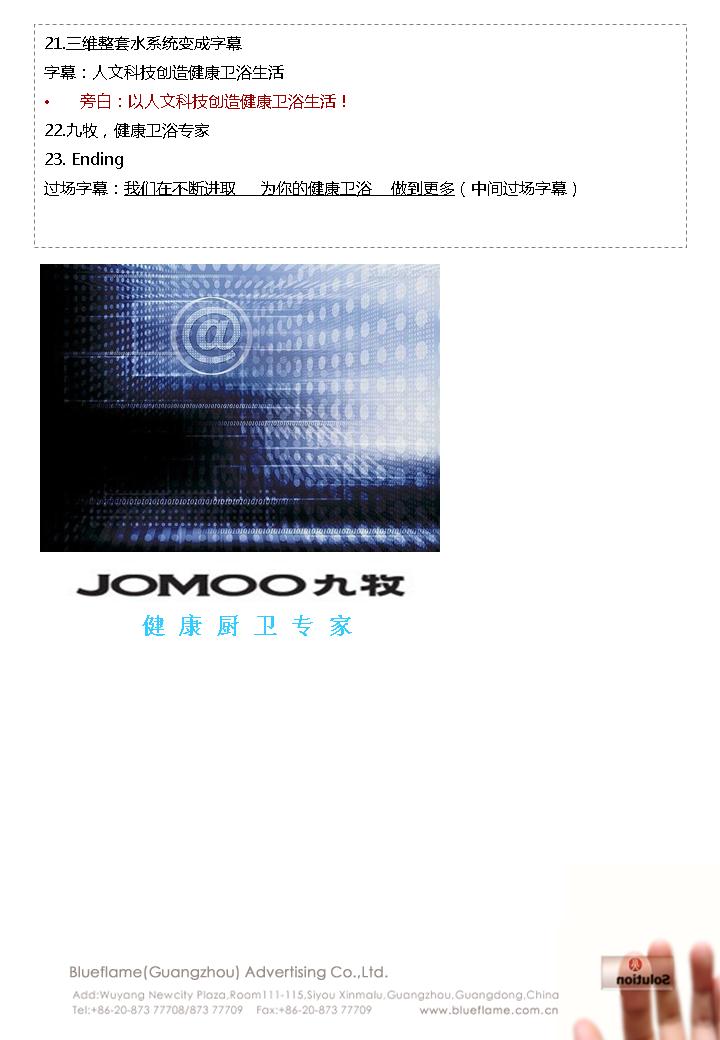 21.三维整套水系统变成字幕
字幕：人文科技创造健康卫浴生活
• 旁白：以人文科技创造健康卫浴生活！
22.九牧，健康卫浴专家
23. Ending
过场字幕：我们在不断进取　为你的健康卫浴　做到更多（中间过场字幕）
@
JOMOO九牧
健康厨卫专家
Blueflame(Guangzhou) Advertising Co.,Ltd.
Solution
Add:Wuyang Newcity Plaza,Room111-115,Siyou Xinmalu,Guangzhou,Guangdong,China
Tel:+86-20-873 77708/873 77709 Fax:+86-20-873 77709 www.blueflame.com.cn